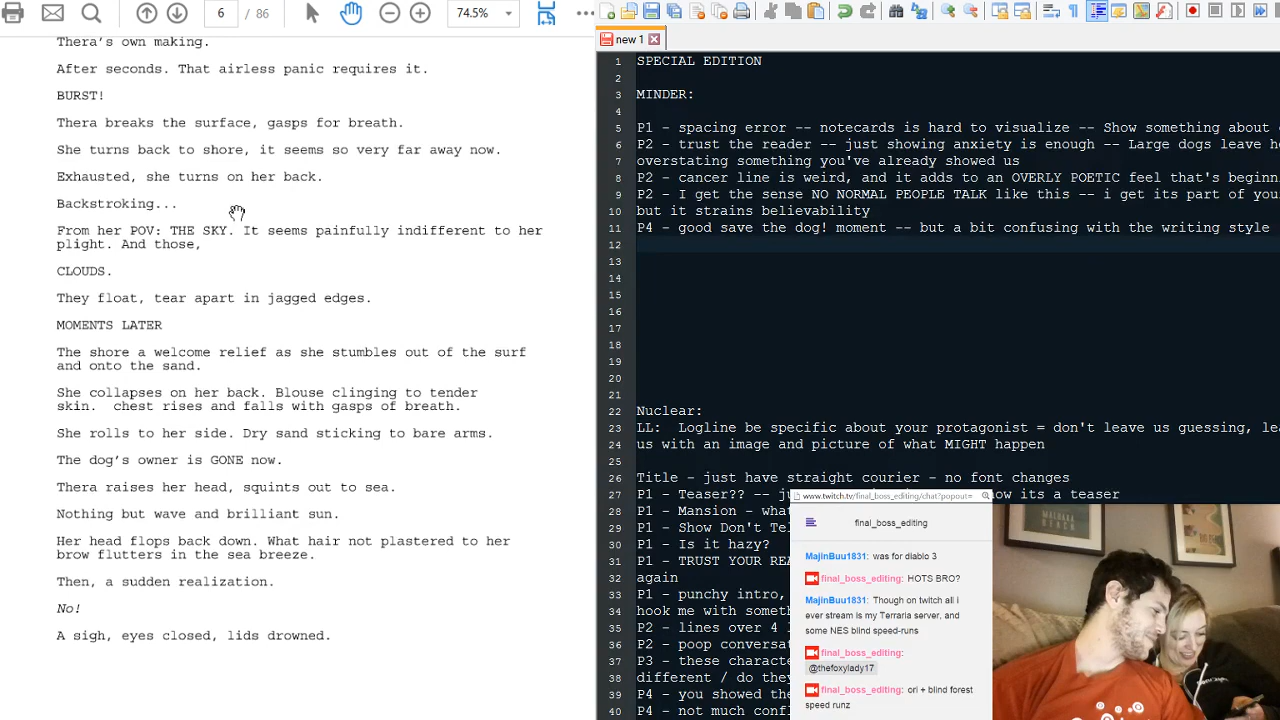 6 / 86
74.5%
Thera's own making.
After seconds. That airless panic requires it.
BURST!
Thera breaks the surface, gasps for breath.
She turns back to shore, it seems so very far away now.
Exhausted, she turns on her back.
Backstroking...
From her POV: THE SKY. It seems painfully indifferent to her
plight. And those,
CLOUDS.
They float, tear apart in jagged edges.
MOMENTS LATER
The shore a welcome relief as she stumbles out of the surf
and onto the sand.
She collapses on her back. Blouse clinging to tender
skin.  chest rises and falls with gasps of breath.
She rolls to her side. Dry sand sticking to bare arms.
The dog's owner is GONE now.
Thera raises her head, squints out to sea.
Nothing but wave and brilliant sun.
Her head flops back down. What hair not plastered to her
brow flutters in the sea breeze.
Then, a sudden realization.
No!
A sigh, eyes closed, lids drowned.
new 1
1 SPECIAL EDITION
2
3 MINDER:
4
5 P1 - spacing error -- notecards is hard to visualize -- Show something about
6 P2 - trust the reader -- just showing anxiety is enough -- Large dogs leave
7 overstating something you've already showed us
8 P2 - cancer line is weird, and it adds to an OVERLY POETIC feel that's
9 P2 - I get the sense NO NORMAL PEOPLE TALK like this -- i get its part of
10 but it strains believability
11 P4 - good save the dog! moment -- but a bit confusing with the writing style
12
13
14
15
16
17
18
19
20
21
22 Nuclear:
23 LL:  Logline be specific about your protagonist = don't leave us guessing,
24 us with an image and picture of what MIGHT happen
25
26 Title - just have straight courier - no font changes
27 P1 - Teaser?? -- its a teaser
28 P1 - Mansion -
29 P1 - Show Don't
30 P1 - Is it hazy?
31 P1 - TRUST YOUR
32 again
33 P1 - punchy intro,
34 hook me with
35 P2 - lines over 4
36 P2 - poop
37 P3 - these
38 different / do
39 P4 - you showed
40 P4 - not much
www.twitch.tv/final_boss_editing/chat?popout=
final_boss_editing
MajinBuu1831: was for diablo 3
final_boss_editing: HOTS BRO?
MajinBuu1831: Though on twitch all i
ever stream is my Terraria server, and
some NES blind speed-runs
final_boss_editing:
@thefoxylady17
final_boss_editing: ori + blind forest
speed runz